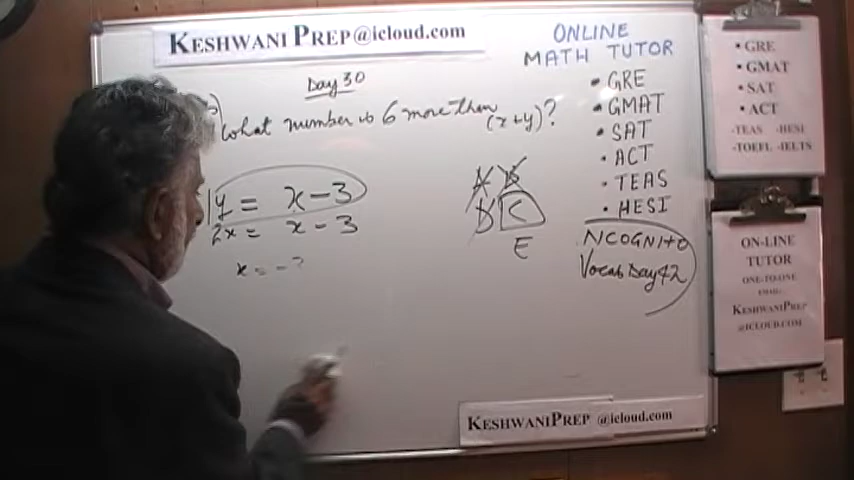 KESHWANI PREP@icloud.com
Day 30
What number is 6 more than
(x+y)?
y = x-3
2x = x-3
x = -3
A B
D C
E
ONLINE
MATH TUTOR
• GRE
• GMAT
• SAT
• ACT
• TEAS
• HESI
NCOGNITO
Vocab Day 42
• GRE
• GMAT
• SAT
• ACT
-TEAS -HESI
-TOEFL -IELTS
ON-LINE
TUTOR
ONE-TO-ONE
EMAIL:
KESHWANIPREP
@ICLOUD.COM
KESHWANIPREP @icloud.com